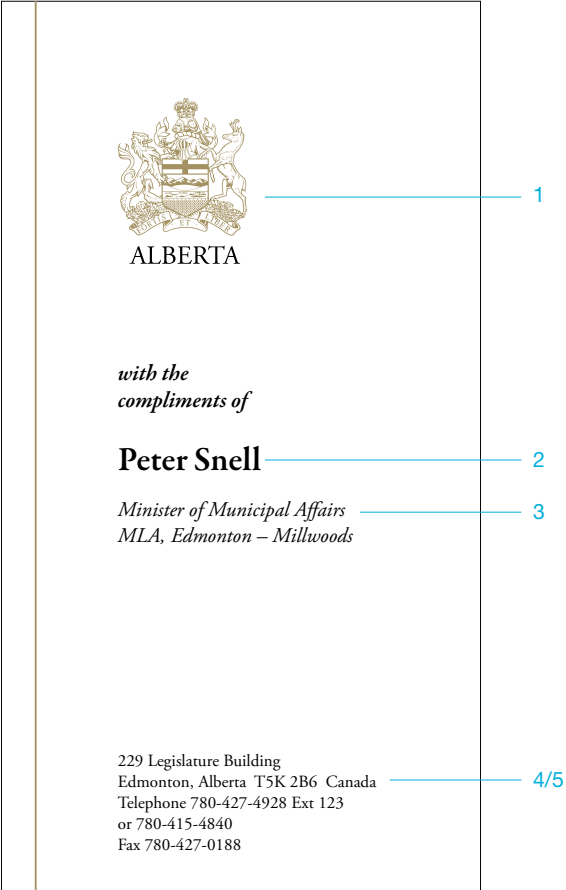 FORTIS ET LIBER
ALBERTA
1
with the
compliments of
Peter Snell
2
Minister of Municipal Affairs
3
MLA, Edmonton – Millwoods
229 Legislature Building
Edmonton, Alberta T5K 2B6 Canada
4/5
Telephone 780-427-4928 Ext 123
or 780-415-4840
Fax 780-427-0188